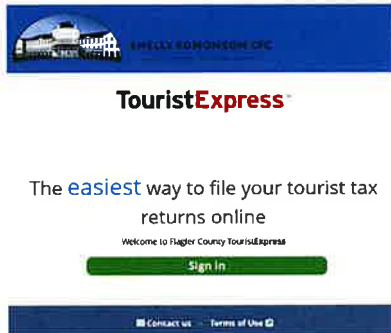 SHELLY EDMONSON CFC
TouristExpress
The easiest way to file your tourist tax
returns online
Welcome to Flagler County TouristExpress
Sign In
Contact us - Terms of Use